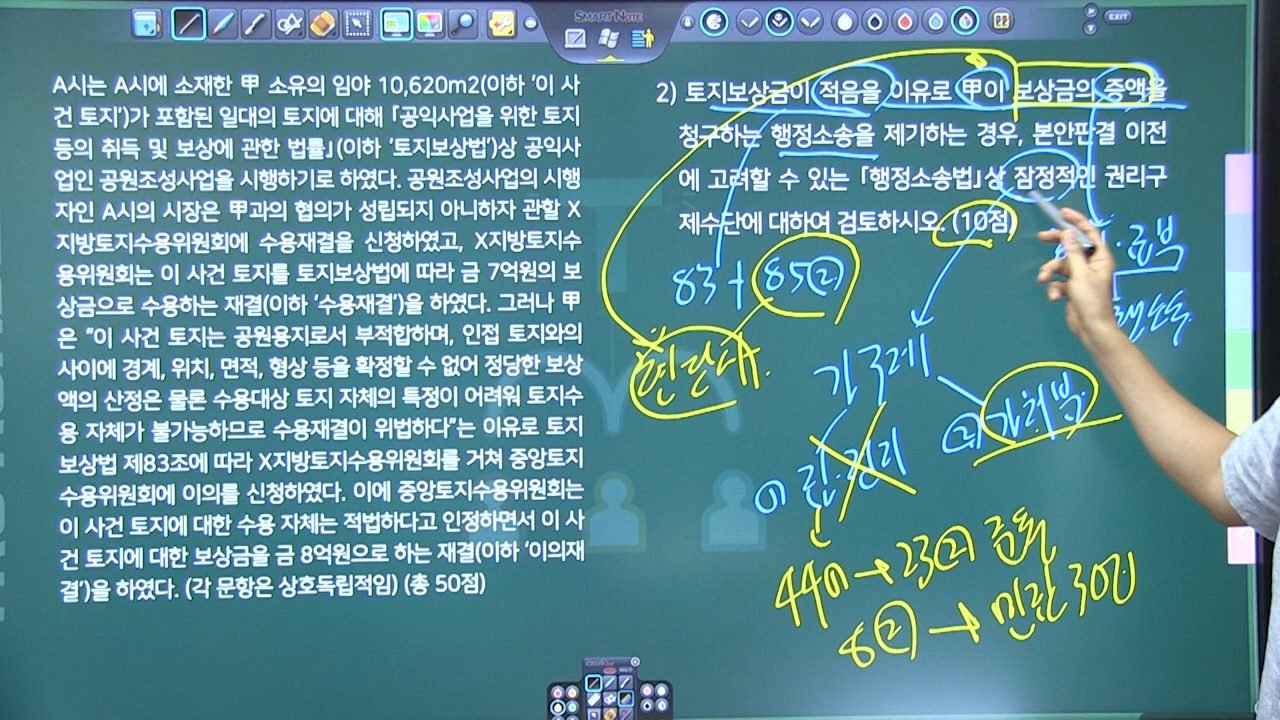 SMART NOTE
EXIT
A시는 A시에 소재한 甲 소유의 임야 10,620m2(이하 '이 사
건 토지')가 포함된 일대의 토지에 대해 「공익사업을 위한 토지
등의 취득 및 보상에 관한 법률」(이하 '토지보상법')상 공익사
업인 공원조성사업을 시행하기로 하였다. 공원조성사업의 시행
자인 A시의 시장은 甲과의 협의가 성립되지 아니하자 관할 X
지방토지수용위원회에 수용재결을 신청하였고, X지방토지수
용위원회는 이 사건 토지를 토지보상법에 따라 금 7억원의 보
상금으로 수용하는 재결(이하 '수용재결')을 하였다. 그러나 甲
은 "이 사건 토지는 공원용지로서 부적합하며, 인접 토지와의
사이에 경계, 위치, 면적, 형상 등을 확정할 수 없어 정당한 보상
액의 산정은 물론 수용대상 토지 자체의 특정이 어려워 토지수
용 자체가 불가능하므로 수용재결이 위법하다"는 이유로 토지
보상법 제83조에 따라 X지방토지수용위원회를 거쳐 중앙토지
수용위원회에 이의를 신청하였다. 이에 중앙토지수용위원회는
이 사건 토지에 대한 수용 자체는 적법하다고 인정하면서 이 사
건 토지에 대한 보상금을 금 8억원으로 하는 재결(이하 '이의재
결')을 하였다. (각 문항은 상호독립적임) (총 50점)
2) 토지보상금이 적음을 이유로 甲이 보상금의 증액을
청구하는 행정소송을 제기하는 경우, 본안판결 이전
에 고려할 수 있는 「행정소송법」상 잠정적인 권리구
제수단에 대하여 검토하시오. (10점)
83 + 85(2)
급부
가구제
(2) 가처분
44(1) → 23(2) 준용
8(2) → 민집 300